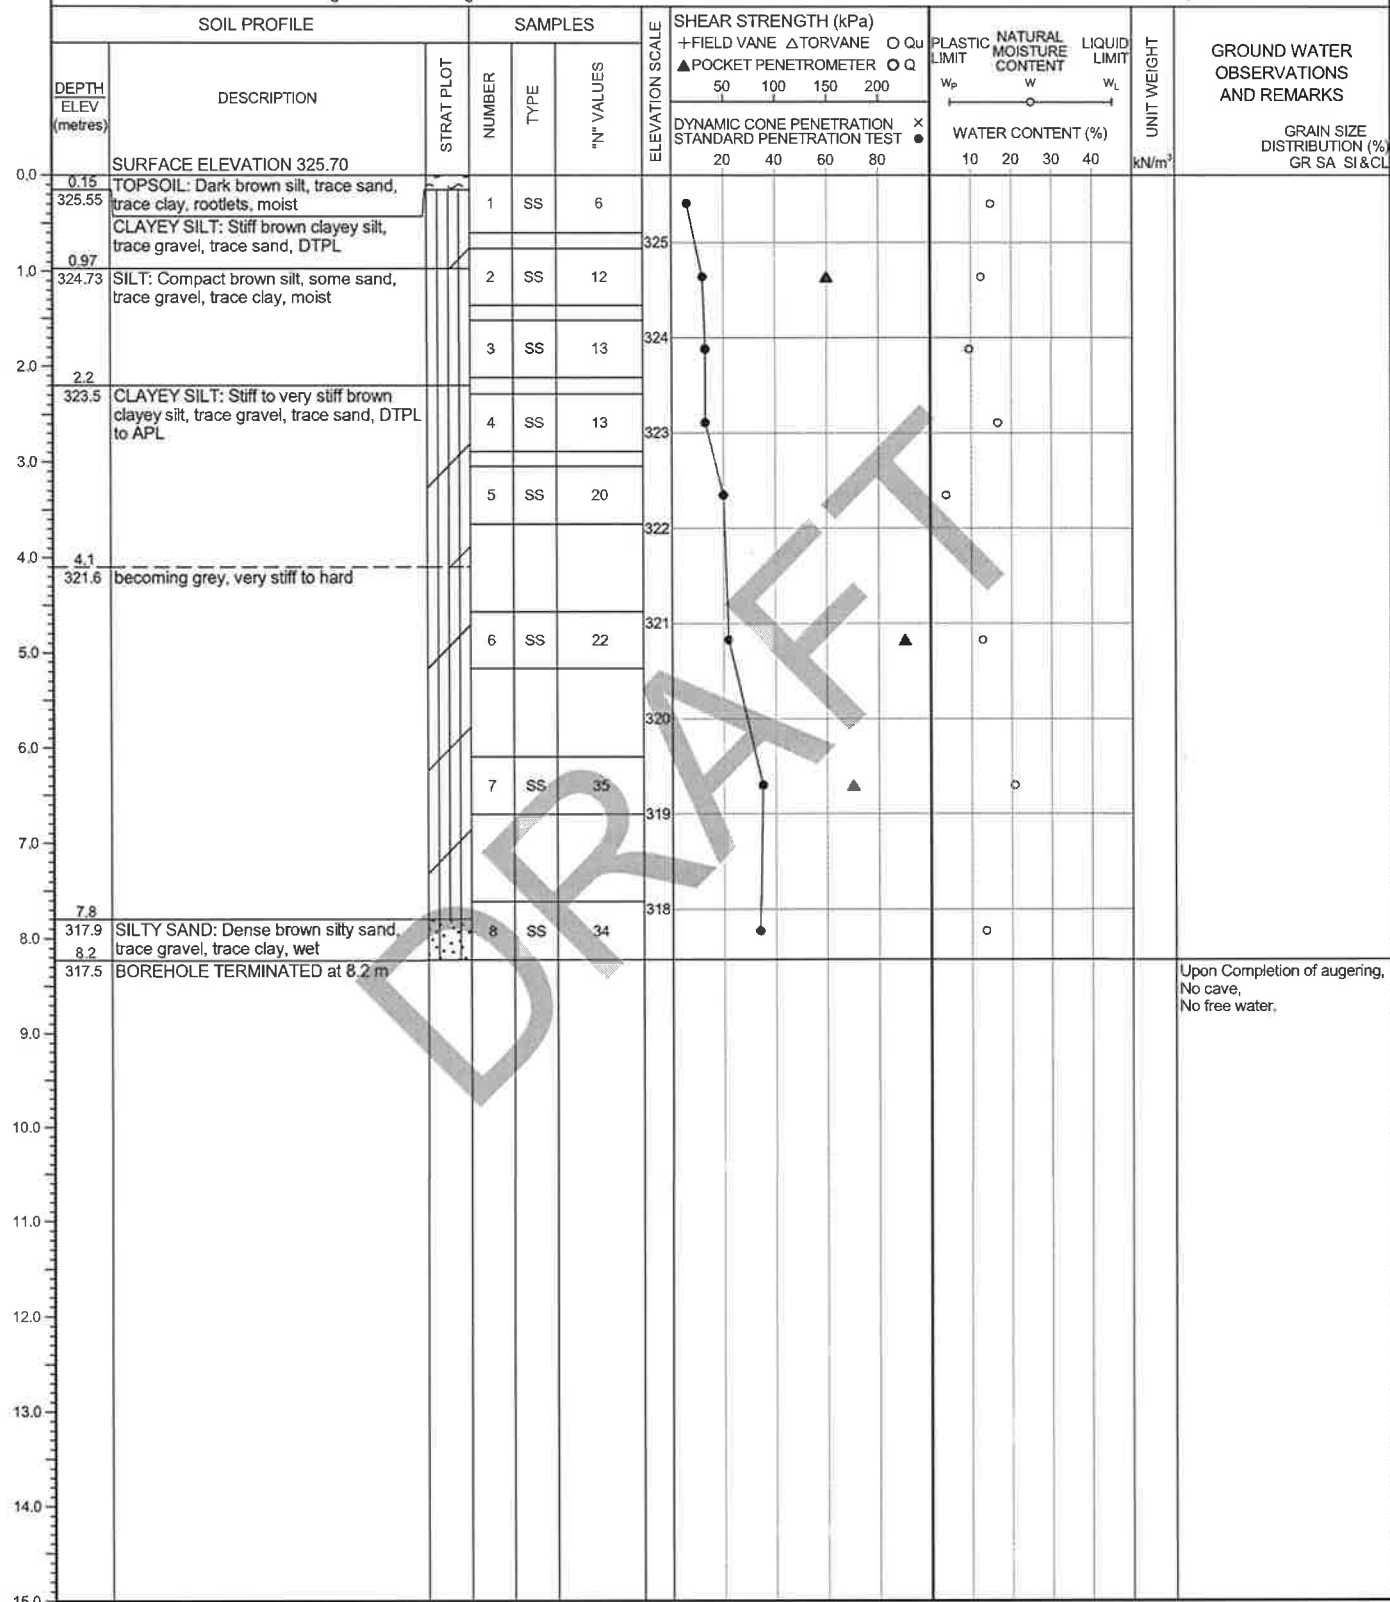 SOIL PROFILE
SAMPLES
ELEVATION SCALE
SHEAR STRENGTH (kPa)
+FIELD VANE △TORVANE ○ Qu
▲POCKET PENETROMETER ○ Q
50 100 150 200
DYNAMIC CONE PENETRATION ×
STANDARD PENETRATION TEST ●
20 40 60 80
PLASTIC LIMIT
NATURAL MOISTURE CONTENT
LIQUID LIMIT
WP W WL
WATER CONTENT (%)
10 20 30 40
UNIT WEIGHT
kN/m³
GROUND WATER
OBSERVATIONS
AND REMARKS
GRAIN SIZE
DISTRIBUTION (%)
GR SA SI&CL
DEPTH
ELEV
(metres)
DESCRIPTION
STRAT PLOT
NUMBER
TYPE
"N" VALUES
SURFACE ELEVATION 325.70
0.0
0.15
325.55
TOPSOIL: Dark brown silt, trace sand,
trace clay, rootlets, moist
1 SS 6
CLAYEY SILT: Stiff brown clayey silt,
trace gravel, trace sand, DTPL
325
0.97
1.0
324.73
SILT: Compact brown silt, some sand,
trace gravel, trace clay, moist
2 SS 12
324
3 SS 13
2.0
2.2
323.5
CLAYEY SILT: Stiff to very stiff brown
clayey silt, trace gravel, trace sand, DTPL
to APL
4 SS 13
323
3.0
5 SS 20
322
4.0
4.1
321.6
becoming grey, very stiff to hard
321
6 SS 22
5.0
320
6.0
7 SS 35
319
7.0
318
7.8
317.9
SILTY SAND: Dense brown silty sand,
trace gravel, trace clay, wet
8 SS 34
8.0
8.2
317.5
BOREHOLE TERMINATED at 8.2 m
Upon Completion of augering,
No cave,
No free water.
9.0
10.0
11.0
12.0
13.0
14.0
15.0
DRAFT